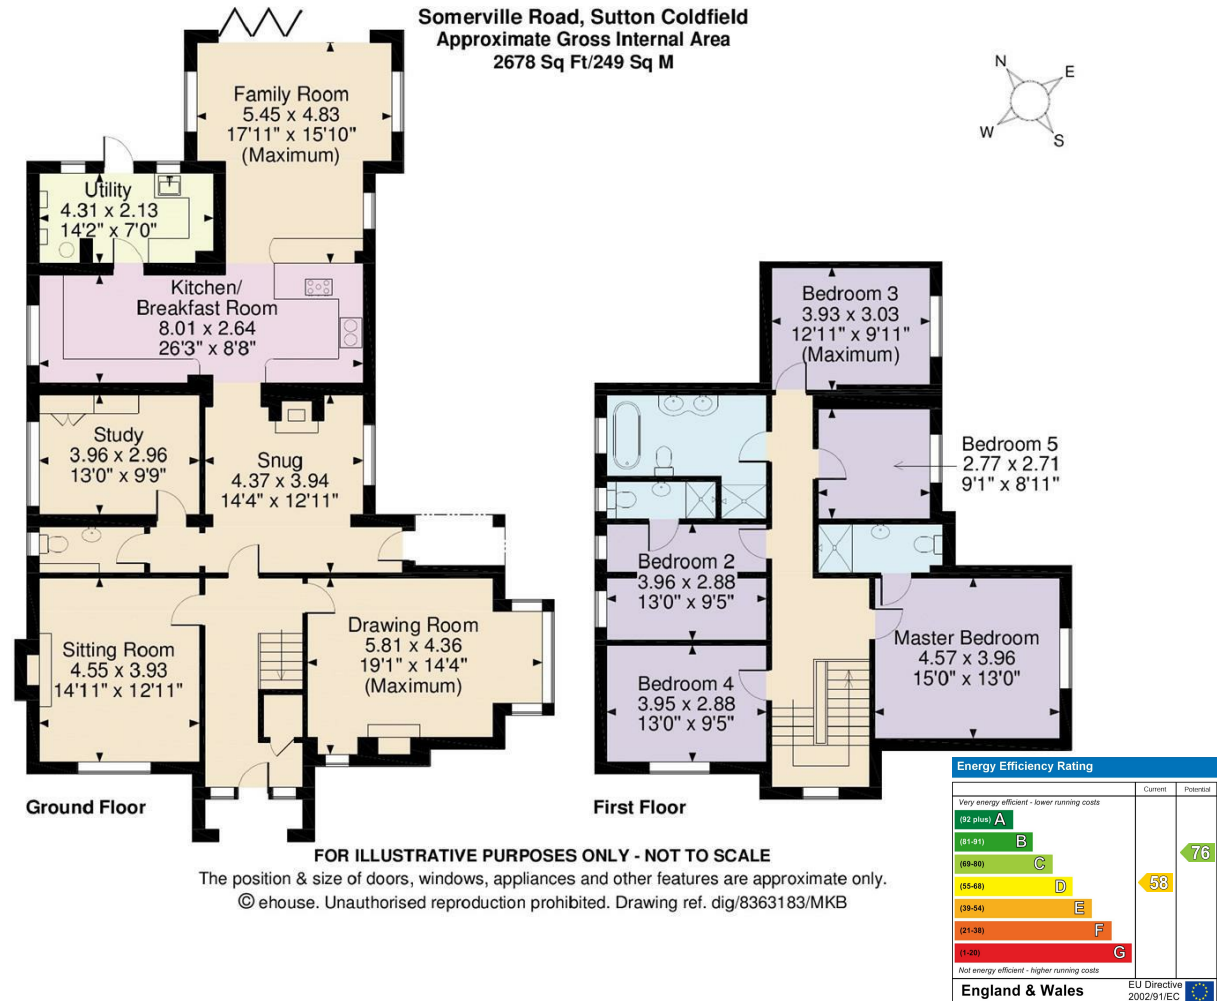 Somerville Road, Sutton Coldfield
Approximate Gross Internal Area
2678 Sq Ft/249 Sq M
N
E
W
S
Family Room
5.45 x 4.83
17'11" x 15'10"
(Maximum)
Utility
4.31 x 2.13
14'2" x 7'0"
Kitchen/
Breakfast Room
8.01 x 2.64
26'3" x 8'8"
Study
3.96 x 2.96
13'0" x 9'9"
Snug
4.37 x 3.94
14'4" x 12'11"
Sitting Room
4.55 x 3.93
14'11" x 12'11"
Drawing Room
5.81 x 4.36
19'1" x 14'4"
(Maximum)
Ground Floor
Bedroom 3
3.93 x 3.03
12'11" x 9'11"
(Maximum)
Bedroom 5
2.77 x 2.71
9'1" x 8'11"
Bedroom 2
3.96 x 2.88
13'0" x 9'5"
Master Bedroom
4.57 x 3.96
15'0" x 13'0"
Bedroom 4
3.95 x 2.88
13'0" x 9'5"
First Floor
FOR ILLUSTRATIVE PURPOSES ONLY - NOT TO SCALE
The position & size of doors, windows, appliances and other features are approximate only.
© ehouse. Unauthorised reproduction prohibited. Drawing ref. dig/8363183/MKB
Energy Efficiency Rating
Current
Potential
Very energy efficient - lower running costs
(92 plus) A
(81-91) B
(69-80) C
(55-68) D
(39-54) E
(21-38) F
(1-20) G
58
76
Not energy efficient - higher running costs
England & Wales
EU Directive
2002/91/EC